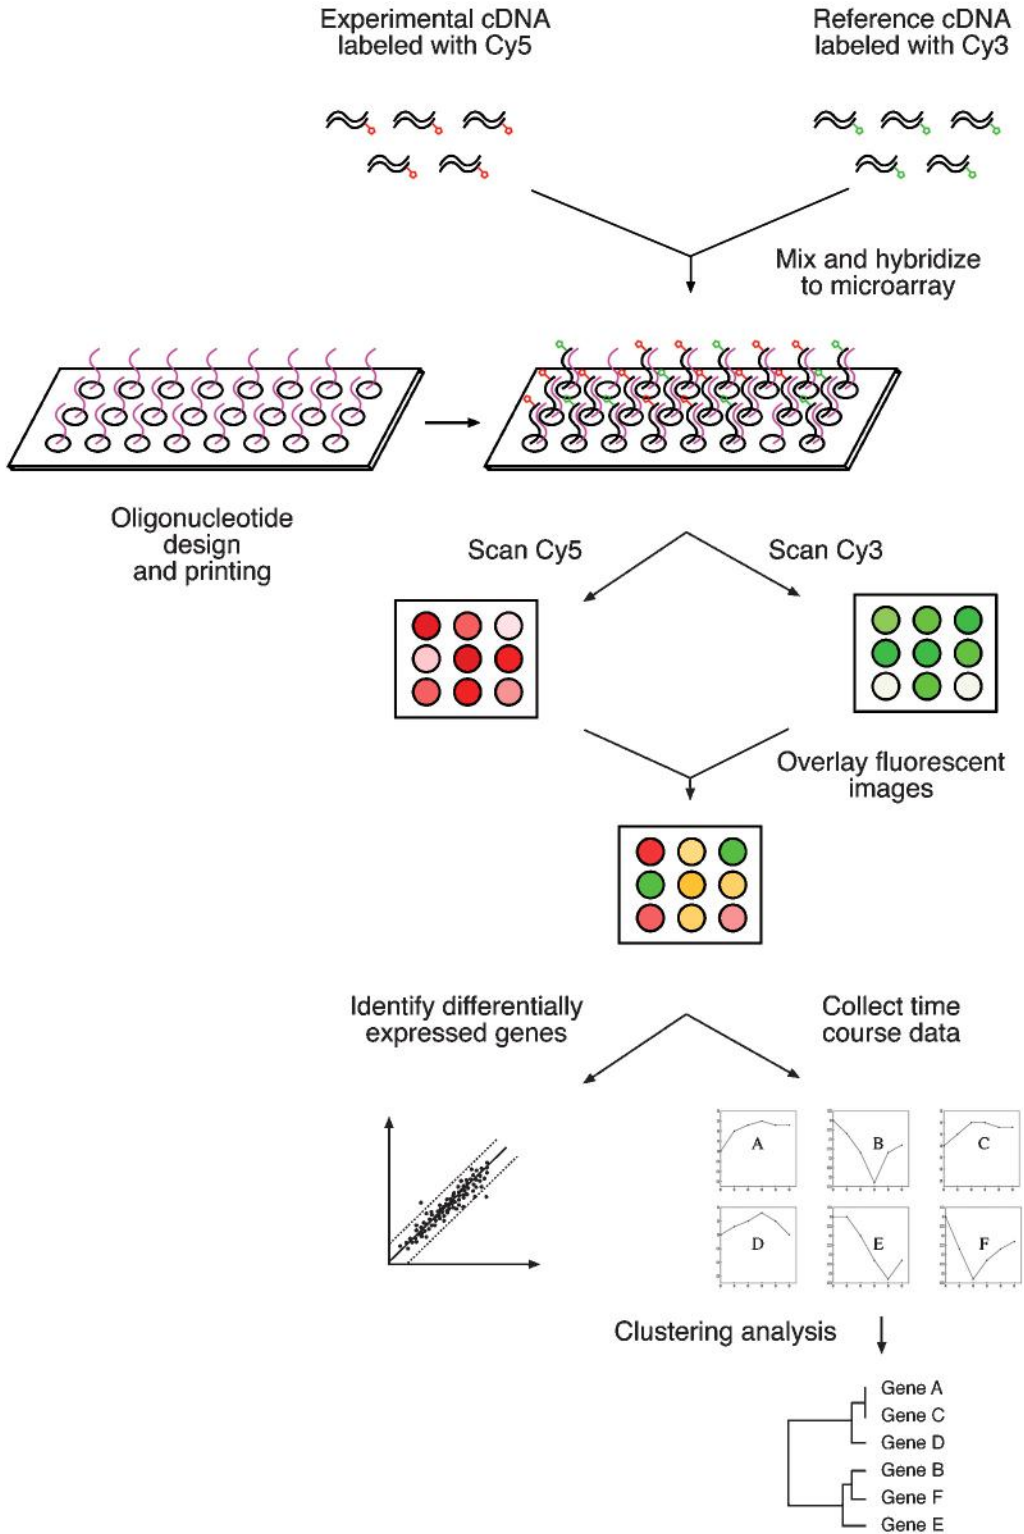 Experimental cDNA
labeled with Cy5
Reference cDNA
labeled with Cy3
Mix and hybridize
to microarray
Oligonucleotide
design
and printing
Scan Cy5
Scan Cy3
Overlay fluorescent
images
Identify differentially
expressed genes
Collect time
course data
A
B
C
D
E
F
Clustering analysis
Gene A
Gene C
Gene D
Gene B
Gene F
Gene E